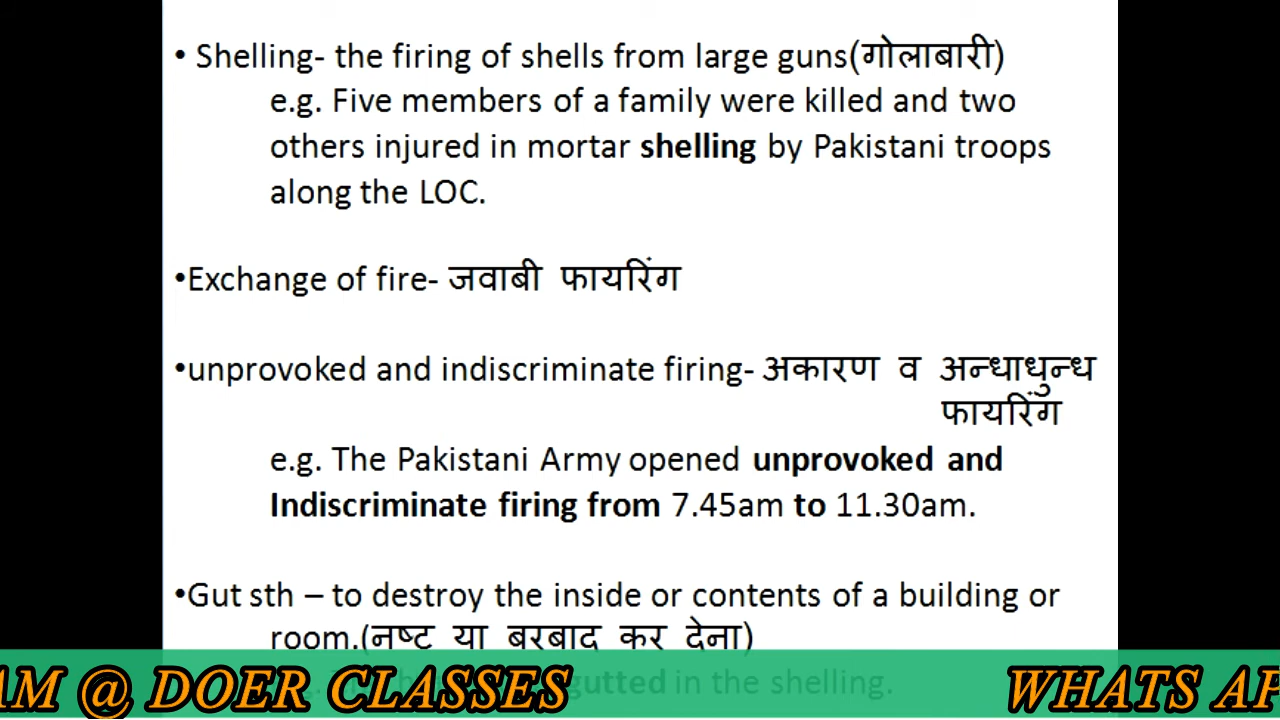 • Shelling- the firing of shells from large guns(गोलाबारी)
e.g. Five members of a family were killed and two
others injured in mortar shelling by Pakistani troops
along the LOC.
•Exchange of fire- जवाबी फायरिंग
•unprovoked and indiscriminate firing- अकारण व अन्धाधुन्ध
फायरिंग
e.g. The Pakistani Army opened unprovoked and
Indiscriminate firing from 7.45am to 11.30am.
•Gut sth – to destroy the inside or contents of a building or
room.(नष्ट या बरबाद कर देना)
gutted in the shelling.
AM @ DOER CLASSES WHATS AP